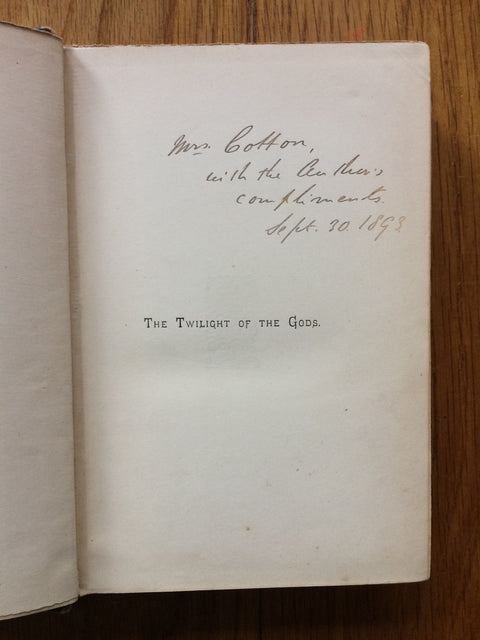 Mrs. Cotton,
with the Author's
compliments.
Sept. 30. 1893
THE TWILIGHT OF THE GODS.